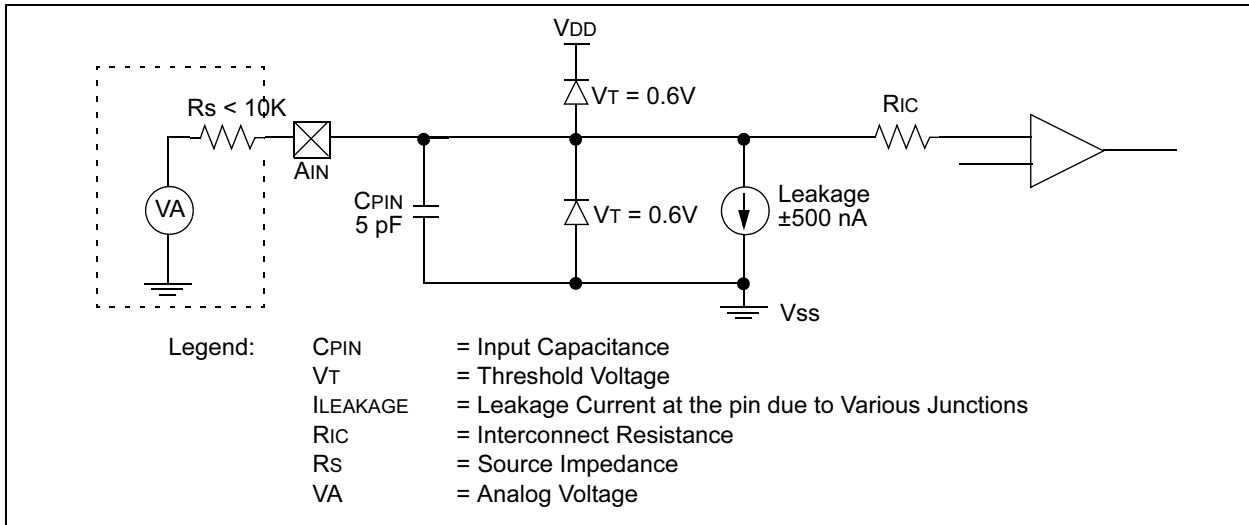 VDD
VT = 0.6V
RIC
Rs < 10K
AIN
VA
CPIN
5 pF
VT = 0.6V
Leakage
±500 nA
Vss
Legend: CPIN = Input Capacitance
VT = Threshold Voltage
ILEAKAGE = Leakage Current at the pin due to Various Junctions
RIC = Interconnect Resistance
RS = Source Impedance
VA = Analog Voltage